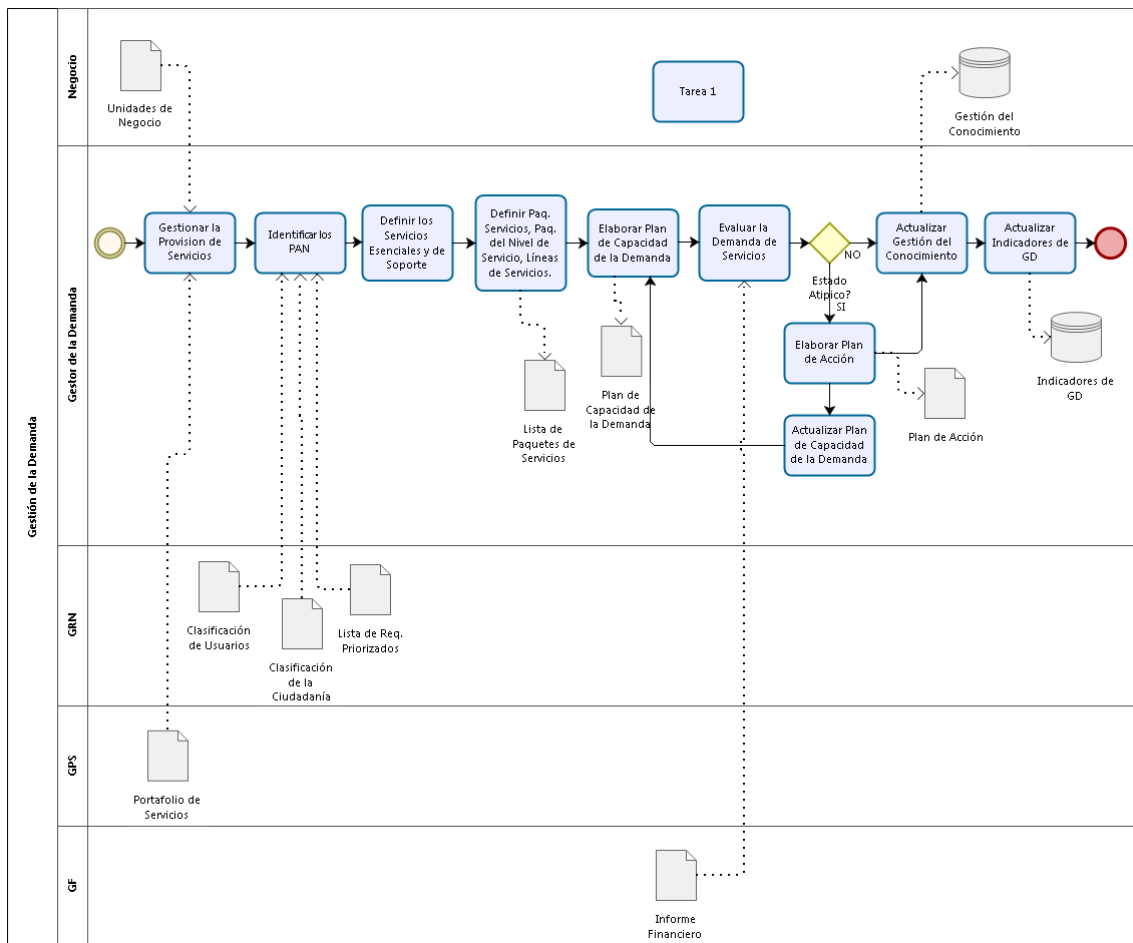 Gestión de la Demanda
Negocio
Unidades de
Negocio
Tarea 1
Gestión del
Conocimiento
Gestor de la Demanda
Gestionar la
Provision de
Servicios
Identificar los
PAN
Definir los
Servicios
Esenciales y de
Soporte
Definir Paq.
Servicios, Paq.
del Nivel de
Servicio, Líneas
de Servicios.
Elaborar Plan
de Capacidad
de la Demanda
Evaluar la
Demanda de
Servicios
NO
Estado
Atipico?
SI
Actualizar
Gestión del
Conocimiento
Actualizar
Indicadores de
GD
Elaborar Plan
de Acción
Actualizar Plan
de Capacidad
de la Demanda
Lista de
Paquetes de
Servicios
Plan de
Capacidad de
la Demanda
Plan de Acción
Indicadores de
GD
GRN
Clasificación
de Usuarios
Clasificación
de la
Ciudadanía
Lista de Req.
Priorizados
GPS
Portafolio de
Servicios
GF
Informe
Financiero